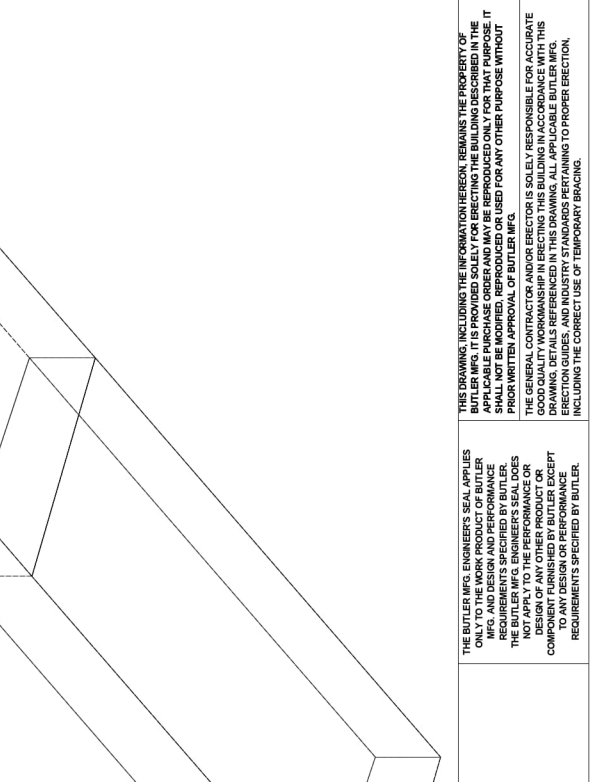 THIS DRAWING, INCLUDING THE INFORMATION HEREON, REMAINS THE PROPERTY OF
BUTLER MFG. IT IS PROVIDED SOLELY FOR ERECTING THE BUILDING DESCRIBED IN THE
APPLICABLE PURCHASE ORDER AND MAY BE REPRODUCED ONLY FOR THAT PURPOSE. IT
SHALL NOT BE MODIFIED, REPRODUCED OR USED FOR ANY OTHER PURPOSE WITHOUT
PRIOR WRITTEN APPROVAL OF BUTLER MFG.
THE GENERAL CONTRACTOR AND/OR ERECTOR IS SOLELY RESPONSIBLE FOR ACCURATE
GOOD QUALITY WORKMANSHIP IN ERECTING THIS BUILDING IN ACCORDANCE WITH THIS
DRAWING, DETAILS REFERENCED IN THIS DRAWING, ALL APPLICABLE BUTLER MFG.
ERECTION GUIDES, AND INDUSTRY STANDARDS PERTAINING TO PROPER ERECTION,
INCLUDING THE CORRECT USE OF TEMPORARY BRACING.
THE BUTLER MFG. ENGINEER'S SEAL APPLIES
ONLY TO THE WORK PRODUCT OF BUTLER
MFG. AND DESIGN AND PERFORMANCE
REQUIREMENTS SPECIFIED BY BUTLER.
THE BUTLER MFG. ENGINEER'S SEAL DOES
NOT APPLY TO THE PERFORMANCE OR
DESIGN OF ANY OTHER PRODUCT OR
COMPONENT FURNISHED BY BUTLER EXCEPT
TO ANY DESIGN OR PERFORMANCE
REQUIREMENTS SPECIFIED BY BUTLER.